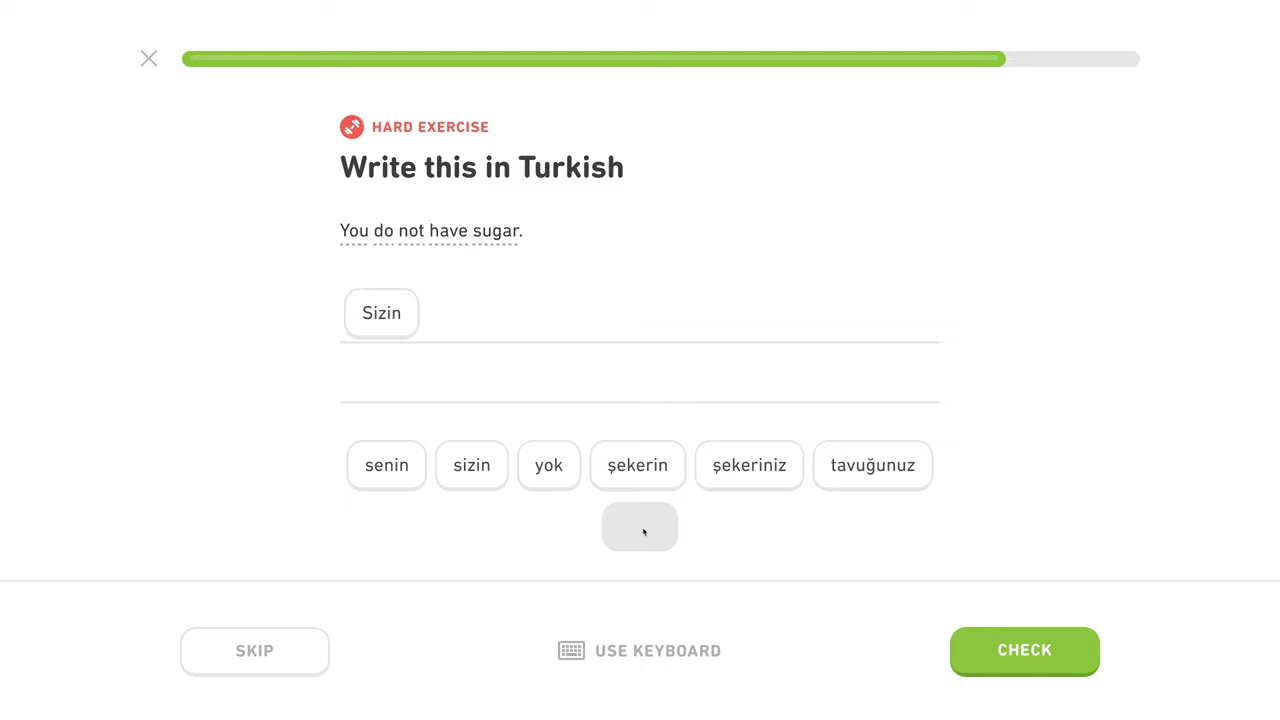 HARD EXERCISE
Write this in Turkish
You do not have sugar.
Sizin
senin sizin yok şekerin şekeriniz tavuğunuz
SKIP USE KEYBOARD CHECK